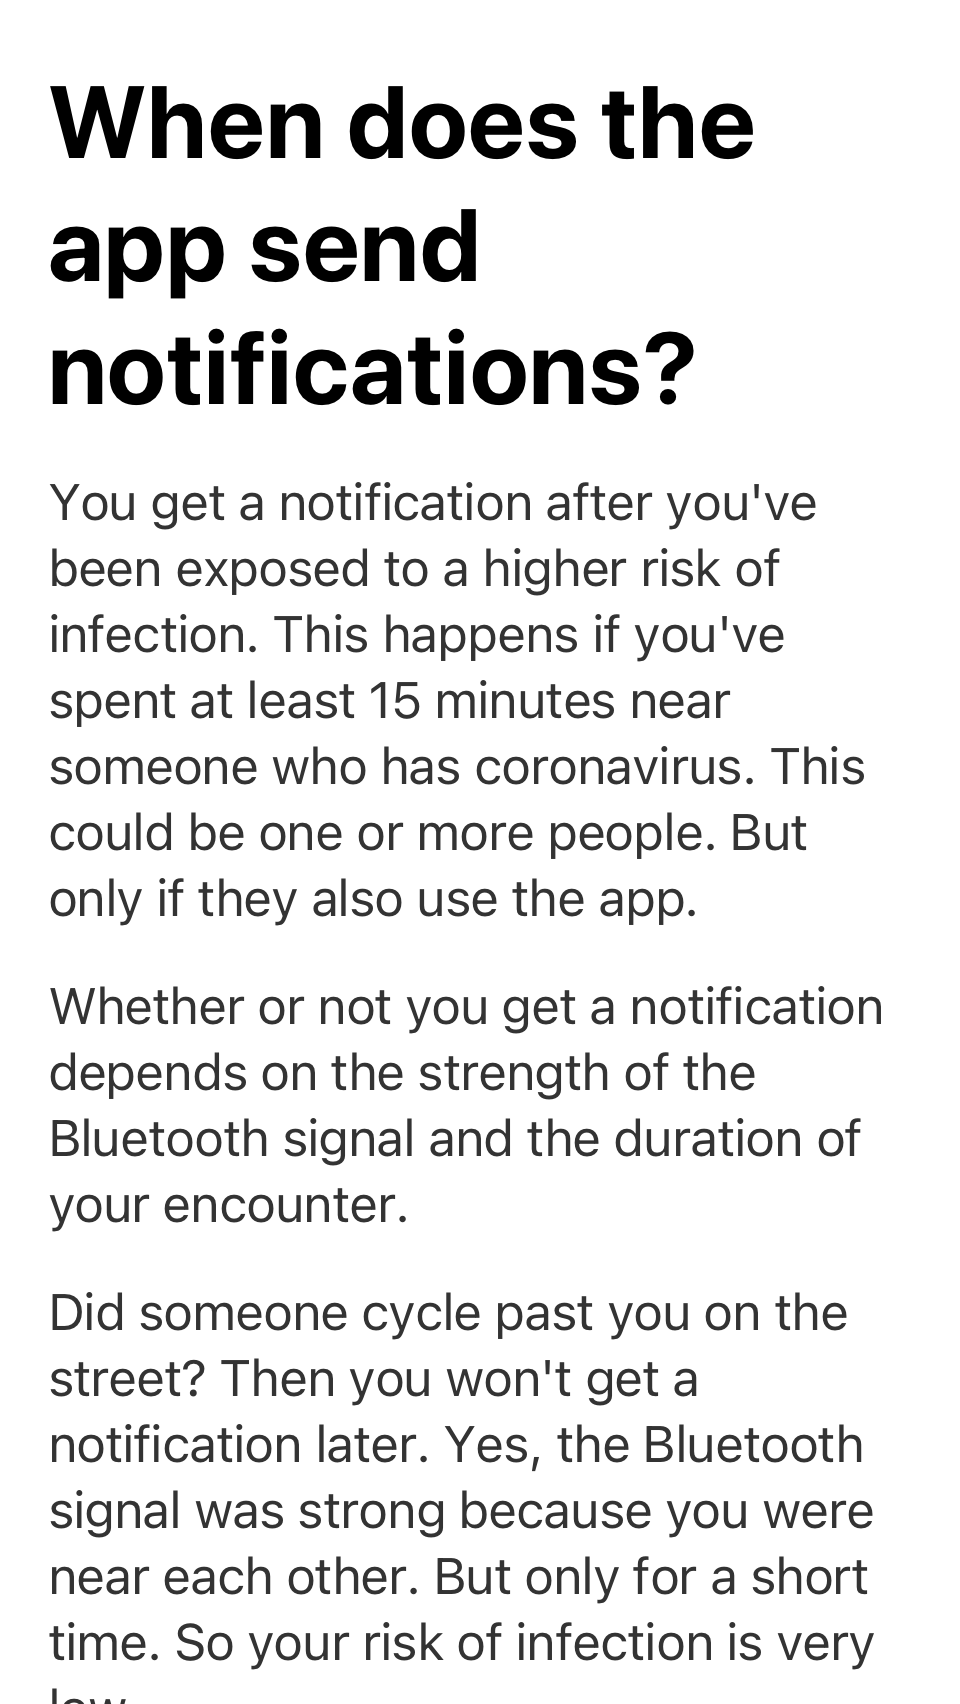 When does the
app send
notifications?
You get a notification after you've
been exposed to a higher risk of
infection. This happens if you've
spent at least 15 minutes near
someone who has coronavirus. This
could be one or more people. But
only if they also use the app.
Whether or not you get a notification
depends on the strength of the
Bluetooth signal and the duration of
your encounter.
Did someone cycle past you on the
street? Then you won't get a
notification later. Yes, the Bluetooth
signal was strong because you were
near each other. But only for a short
time. So your risk of infection is very
low.